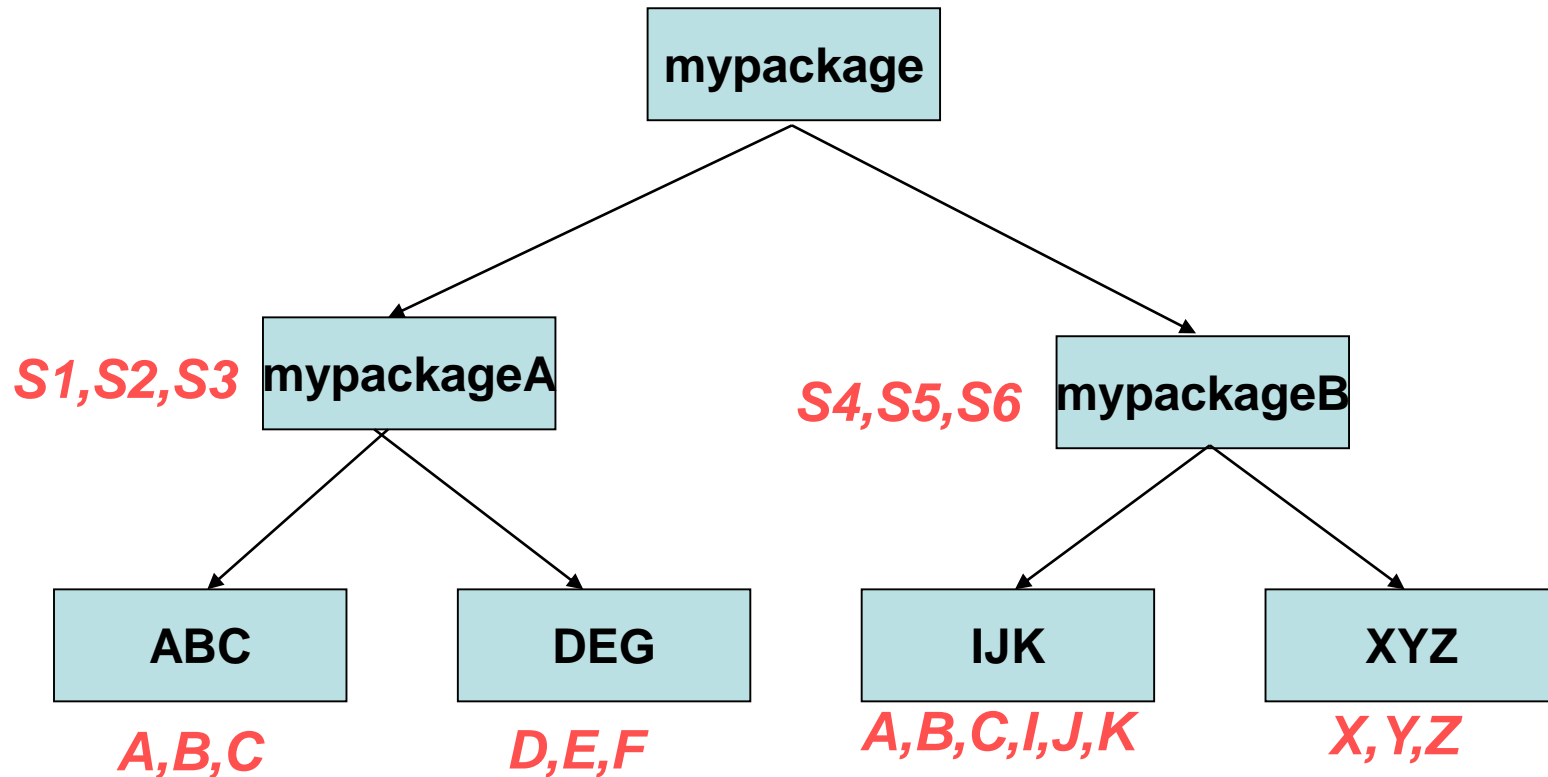 mypackage
S1,S2,S3
mypackageA
S4,S5,S6
mypackageB
ABC
DEG
IJK
XYZ
A,B,C
D,E,F
A,B,C,I,J,K
X,Y,Z